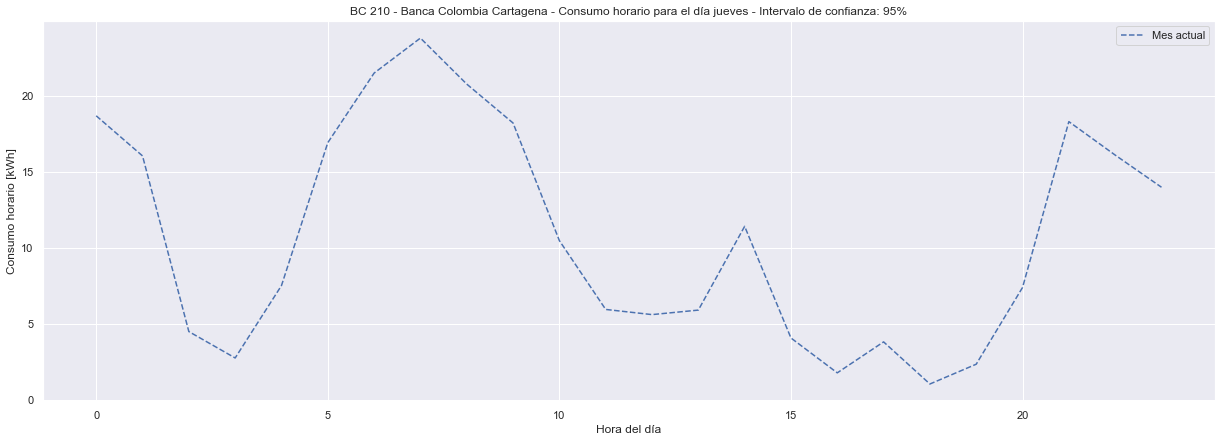 BC 210 - Banca Colombia Cartagena - Consumo horario para el día jueves - Intervalo de confianza: 95%
Mes actual
Consumo horario [kWh]
20
15
10
5
0
0 5 10 15 20
Hora del día